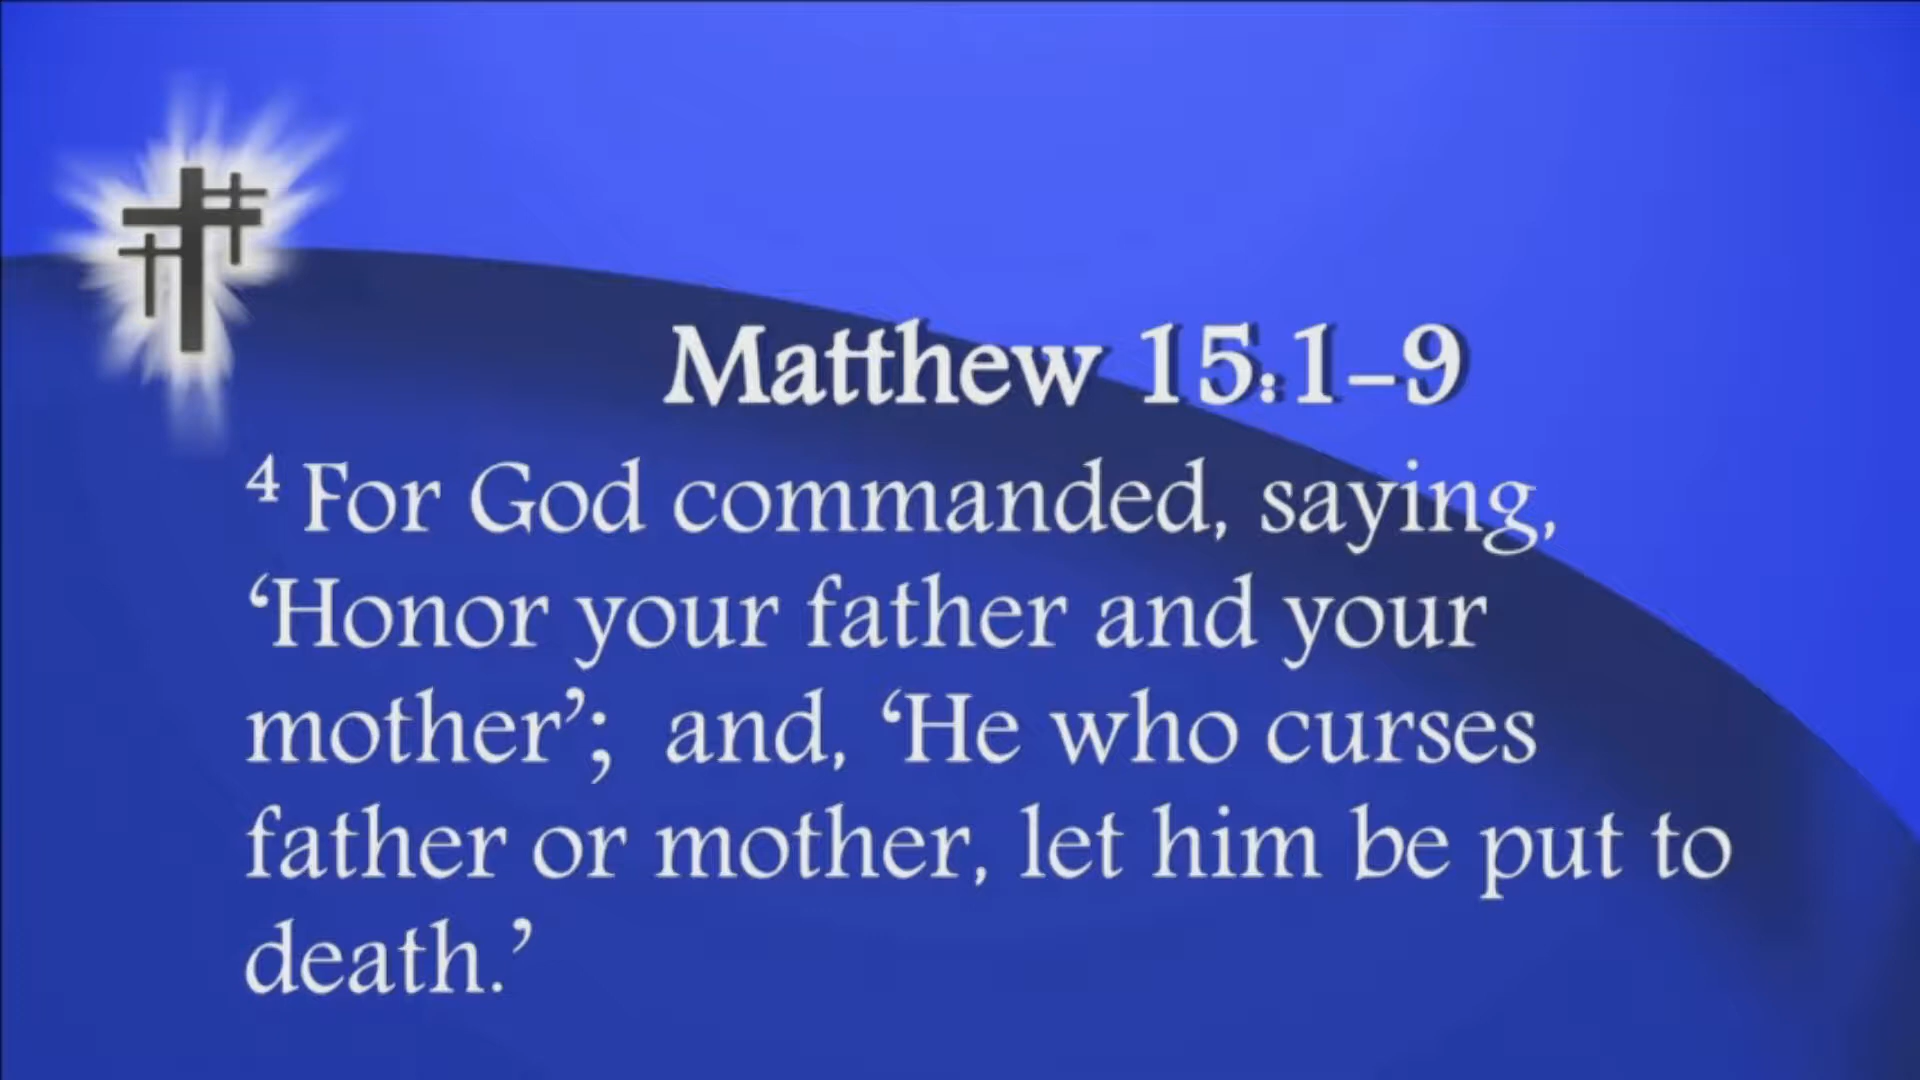 Matthew 15:1-9
4 For God commanded, saying,
‘Honor your father and your
mother’;  and, ‘He who curses
father or mother, let him be put to
death.’